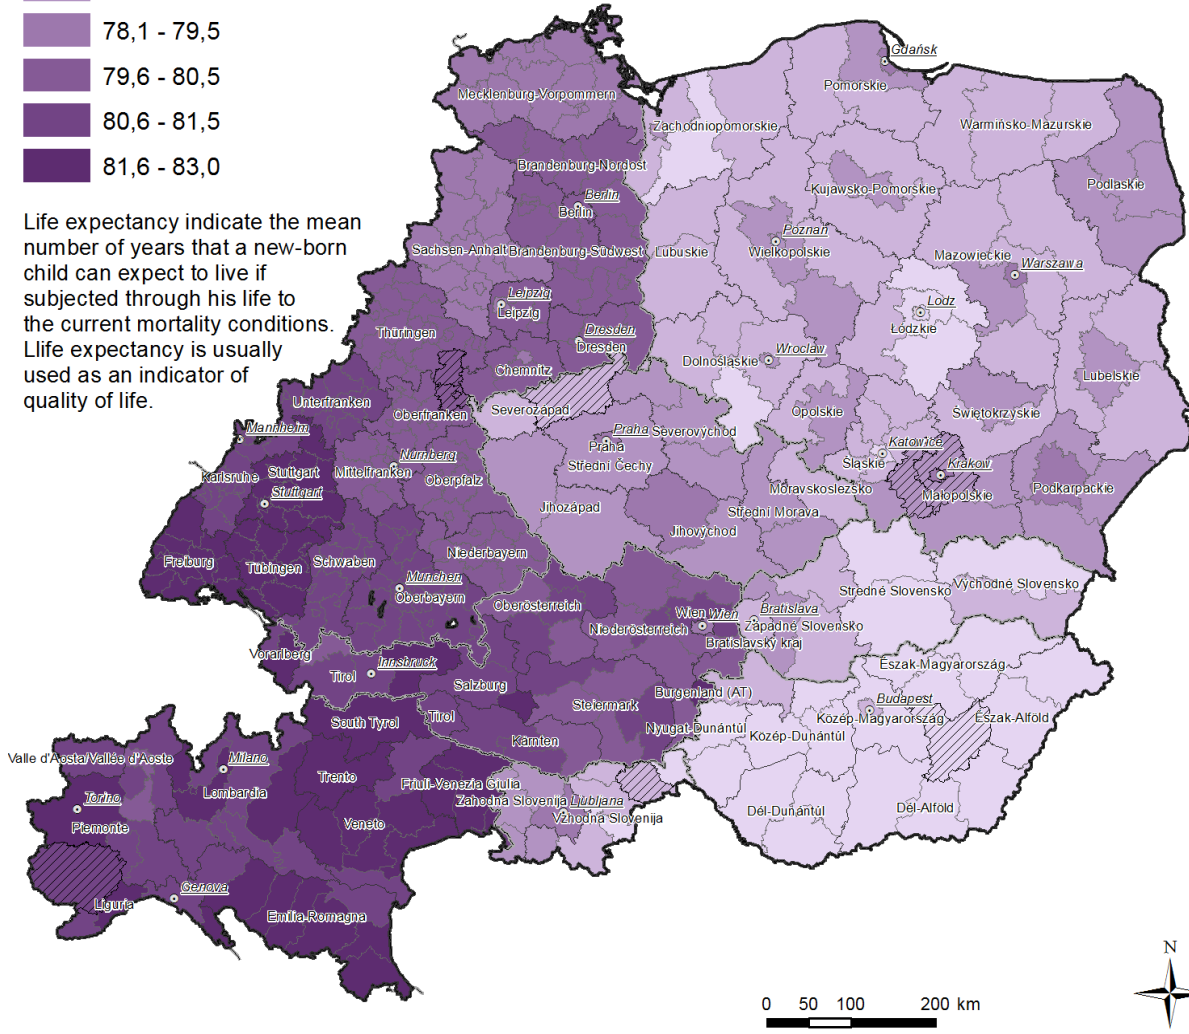 78,1 - 79,5
79,6 - 80,5
80,6 - 81,5
81,6 - 83,0
Life expectancy indicate the mean
number of years that a new-born
child can expect to live if
subjected through his life to
the current mortality conditions.
Llife expectancy is usually
used as an indicator of
quality of life.
Gdańsk
Pomorskie
Mecklenburg-Vorpommern
Zachodniopomorskie
Warmińsko-Mazurskie
Brandenburg-Nordost
Podlaskie
Kujawsko-Pomorskie
Berlin
Berlin
Poznań
Sachsen-Anhalt
Brandenburg-Südwest
Lubuskie
Wielkopolskie
Mazowieckie
Warszawa
Leipzig
Leipzig
Lodz
Łódzkie
Thüringen
Dresden
Dresden
Wrocław
Dolnośląskie
Chemnitz
Lubelskie
Unterfranken
Oberfranken
Severozápad
Opolskie
Świętokrzyskie
Mannheim
Praha
Praha
Severovýchod
Katowice
Nurnberg
Střední Čechy
Śląskie
Kraków
Karlsruhe
Stuttgart
Mittelfranken
Oberpfalz
Moravskoslezsko
Małopolskie
Podkarpackie
Stuttgart
Jihozápad
Střední Morava
Jihovýchod
Niederbayern
Freiburg
Tübingen
Schwaben
Munchen
Oberbayern
Stredné Slovensko
Východné Slovensko
Oberösterreich
Wien
Wien
Bratislava
Západné Slovensko
Niederösterreich
Bratislavský kraj
Vorarlberg
Innsbruck
Tirol
Észak-Magyarország
Salzburg
Burgenland (AT)
Budapest
Steiermark
South Tyrol
Tirol
Nyugat-Dunántúl
Közép-Magyarország
Észak-Alföld
Közép-Dunántúl
Kärnten
Valle d'Aosta/Vallée d'Aoste
Milano
Trento
Friuli-Venezia Giulia
Lombardia
Torino
Zahodna Slovenija
Ljubljana
Piemonte
Veneto
Vzhodna Slovenija
Dél-Dunántúl
Dél-Alföld
Genova
Liguria
Emilia-Romagna
N
0 50 100 200 km